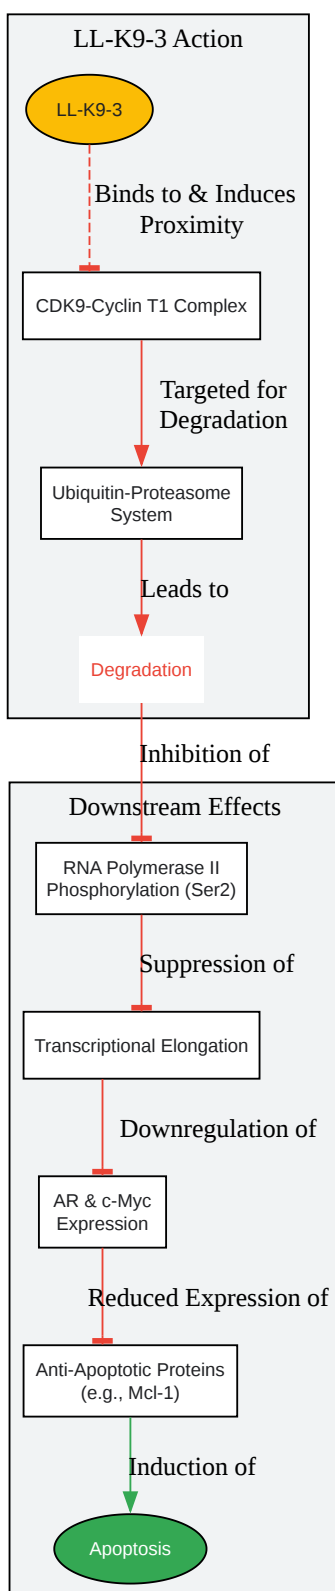 LL-K9-3 Action
LL-K9-3
Binds to & Induces
Proximity
CDK9-Cyclin T1 Complex
Targeted for
Degradation
Ubiquitin-Proteasome
System
Leads to
Degradation
Inhibition of
Downstream Effects
RNA Polymerase II
Phosphorylation (Ser2)
Suppression of
Transcriptional Elongation
Downregulation of
AR & c-Myc
Expression
Reduced Expression of
Anti-Apoptotic Proteins
(e.g., Mcl-1)
Induction of
Apoptosis